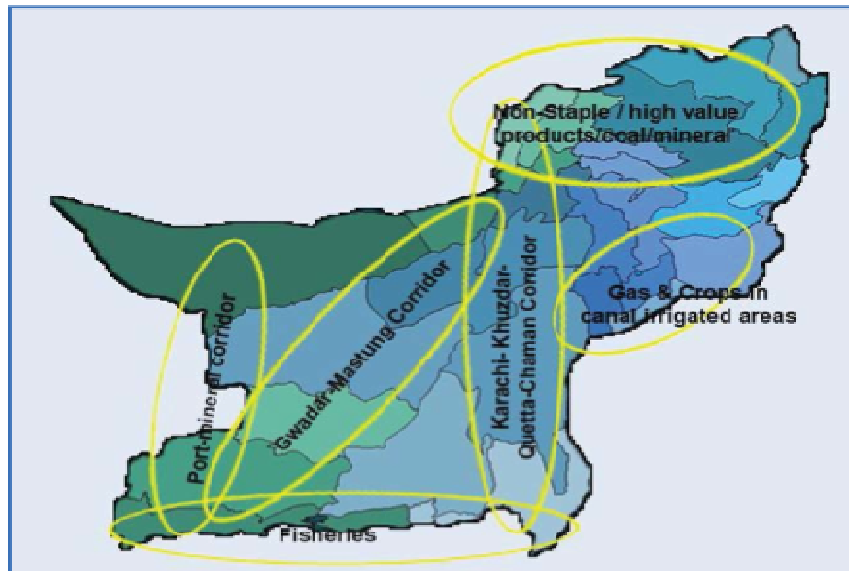 Non-Staple / high value
products/coal/mineral
Gas & Crops in
canal irrigated areas
Karachi- Khuzdar-
Quetta-Chaman Corridor
Gwadar-Mastung Corridor
Port-mineral corridor
Fisheries